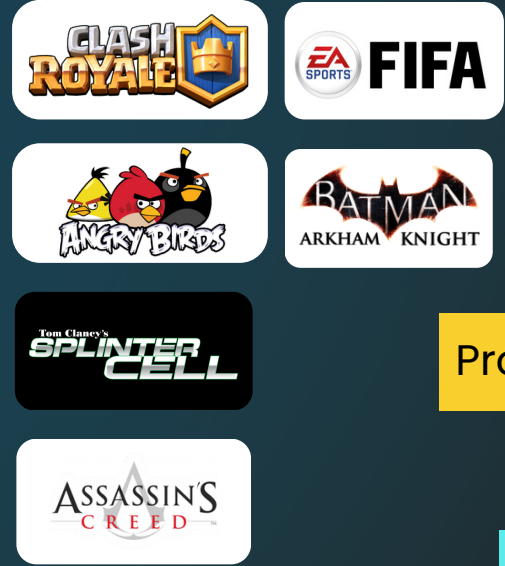 CLASH
ROYALE
EA
SPORTS
FIFA
ANGRY BIRDS
BATMAN
ARKHAM KNIGHT
Tom Clancy's
SPLINTER
CELL
Pro
ASSASSIN'S
CREED